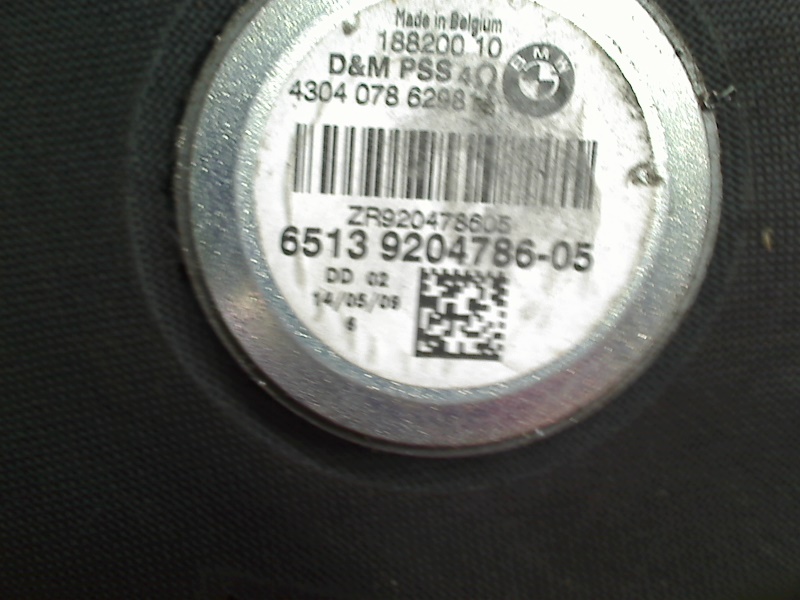 Made in Belgium
188200 10
D&M PSS 4Ω
BMW
4304 078 6298
ZR920478605
6513 9204786-05
DD 02
14/05/09
6